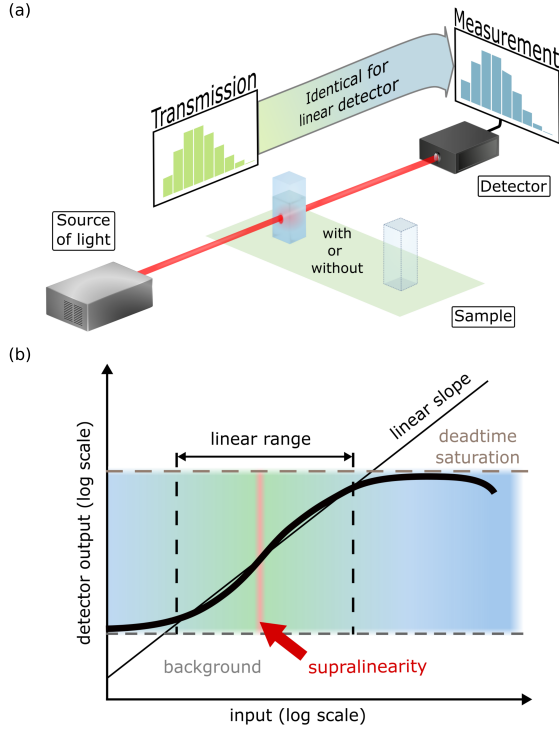 (a)
Measurement
Transmission
Identical for
linear detector
Detector
Source
of light
with
or
without
Sample
(b)
linear slope
linear range
deadtime
saturation
detector output (log scale)
background
supralinearity
input (log scale)